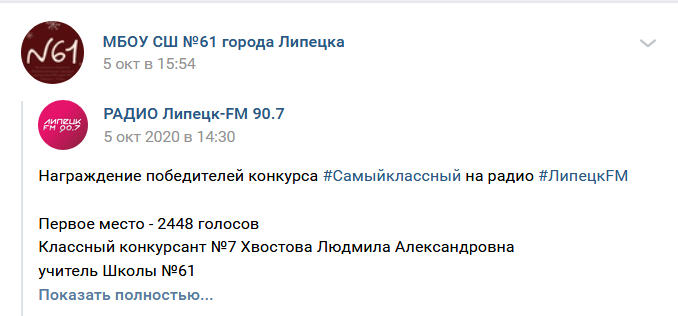 №61
МБОУ СШ №61 города Липецка
5 окт в 15:54
ЛИПЕЦК
FM 90.7
РАДИО Липецк-FM 90.7
5 окт 2020 в 14:30
Награждение победителей конкурса #Самыйклассный на радио #ЛипецкFM
Первое место - 2448 голосов
Классный конкурсант №7 Хвостова Людмила Александровна
учитель Школы №61
Показать полностью...